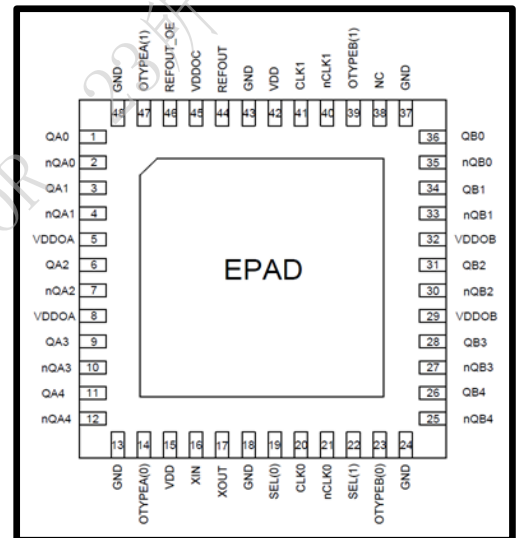 GND OTYPEA(1) REFOUT_OE VDDOC REFOUT GND VDD CLK1 nCLK1 OTYPEB(1) NC GND
48 47 46 45 44 43 42 41 40 39 38 37
QA0 1 36 QB0
nQA0 2 35 nQB0
QA1 3 34 QB1
nQA1 4 33 nQB1
VDDOA 5 32 VDDOB
QA2 6 31 QB2
nQA2 7 30 nQB2
VDDOA 8 29 VDDOB
QA3 9 28 QB3
nQA3 10 27 nQB3
QA4 11 26 QB4
nQA4 12 25 nQB4
EPAD
13 14 15 16 17 18 19 20 21 22 23 24
GND OTYPEA(0) VDD XIN XOUT GND SEL(0) CLK0 nCLK0 SEL(1) OTYPEB(0) GND